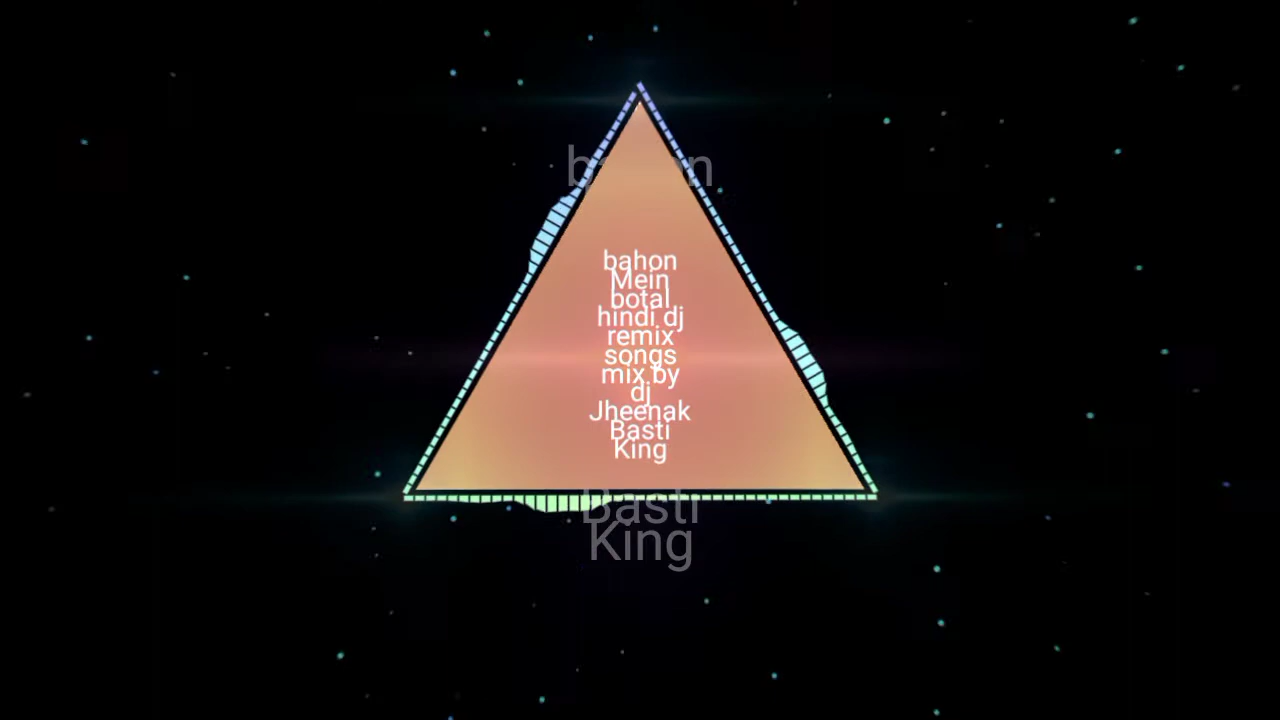 bahon
Mein
botal
hindi dj
remix
songs
mix by
dj
Jheenak
Basti
King
Basti
King